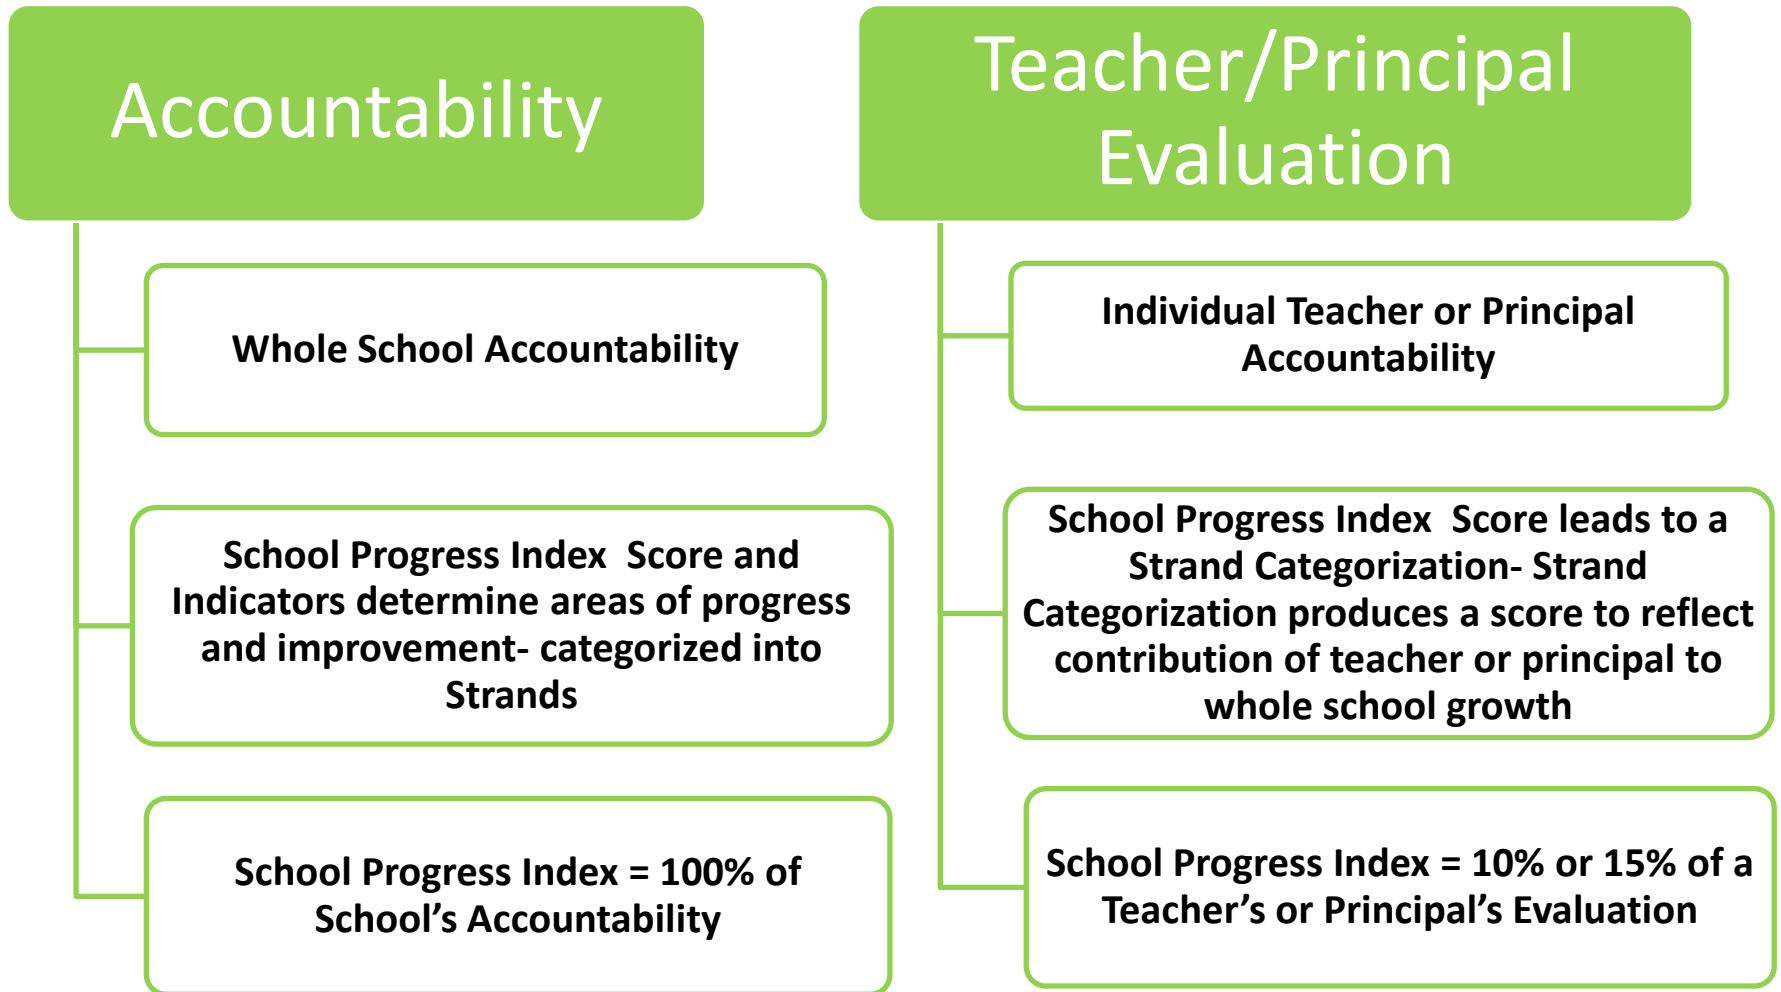 Accountability
Whole School Accountability
School Progress Index  Score and
Indicators determine areas of progress
and improvement- categorized into
Strands
School Progress Index = 100% of
School’s Accountability
Teacher/Principal
Evaluation
Individual Teacher or Principal
Accountability
School Progress Index  Score leads to a
Strand Categorization- Strand
Categorization produces a score to reflect
contribution of teacher or principal to
whole school growth
School Progress Index = 10% or 15% of a
Teacher’s or Principal’s Evaluation